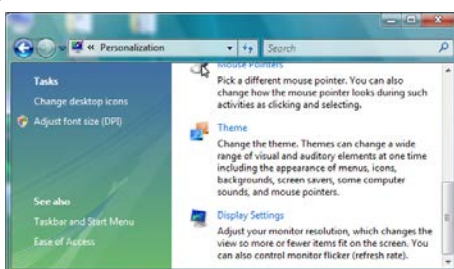 « Personalization
Search
Tasks
Change desktop icons
Adjust font size (DPI)
See also
Taskbar and Start Menu
Ease of Access
Mouse Pointers
Pick a different mouse pointer. You can also
change how the mouse pointer looks during such
activities as clicking and selecting.
Theme
Change the theme. Themes can change a wide
range of visual and auditory elements at one time
including the appearance of menus, icons,
backgrounds, screen savers, some computer
sounds, and mouse pointers.
Display Settings
Adjust your monitor resolution, which changes the
view so more or fewer items fit on the screen. You
can also control monitor flicker (refresh rate).